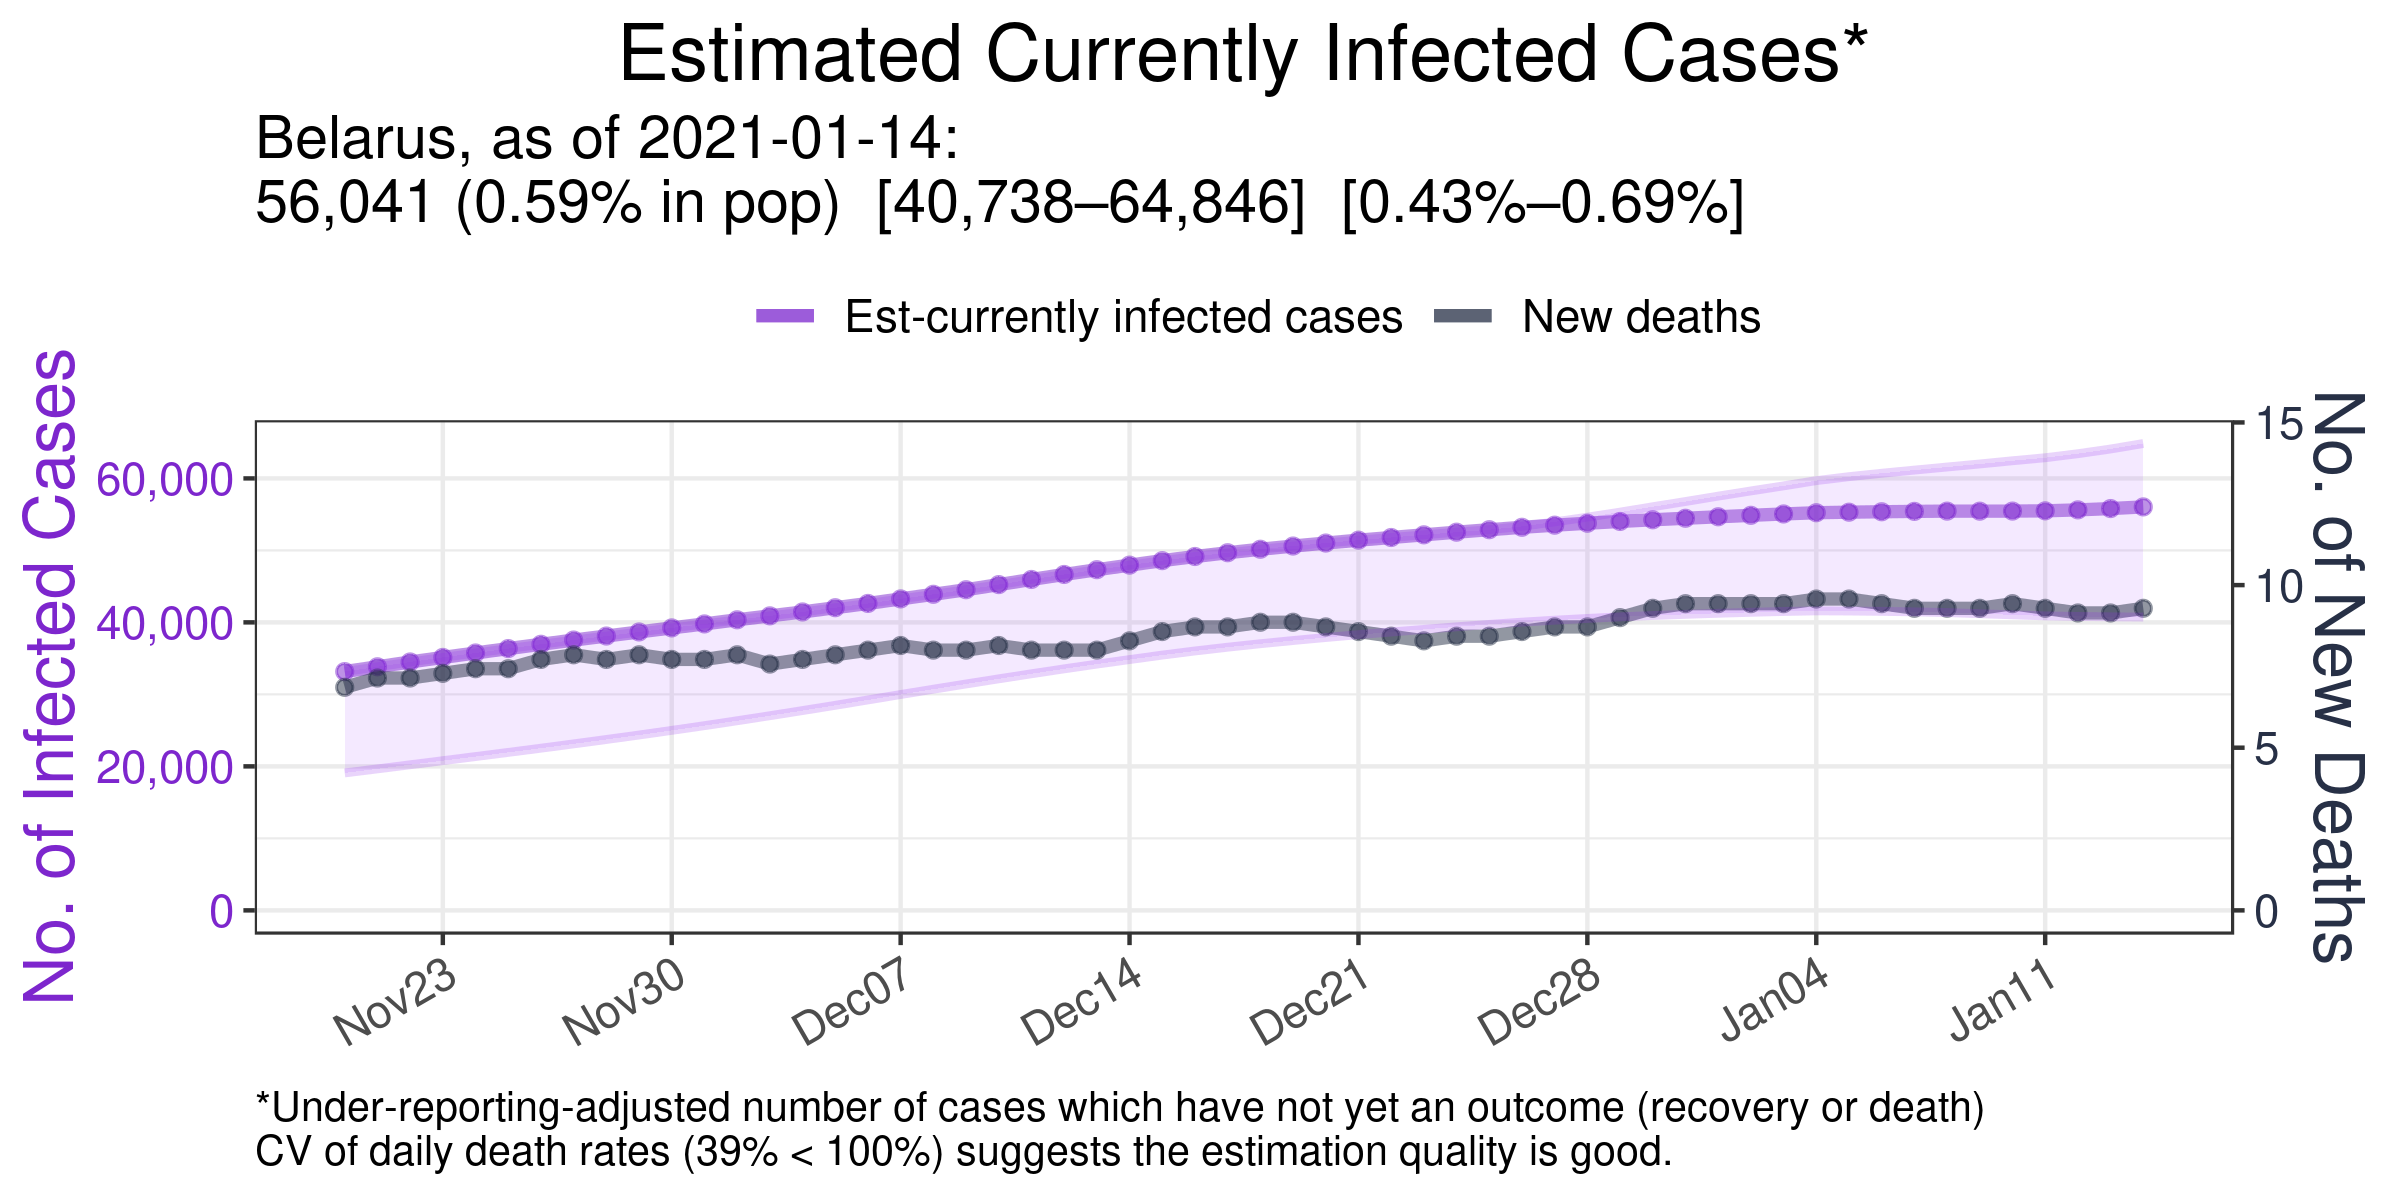 Estimated Currently Infected Cases*
Belarus, as of 2021-01-14:
56,041 (0.59% in pop)  [40,738–64,846]  [0.43%–0.69%]
Est-currently infected cases
New deaths
No. of Infected Cases
60,000
40,000
20,000
0
15
10
5
0
No. of New Deaths
Nov23
Nov30
Dec07
Dec14
Dec21
Dec28
Jan04
Jan11
*Under-reporting-adjusted number of cases which have not yet an outcome (recovery or death)
CV of daily death rates (39% < 100%) suggests the estimation quality is good.